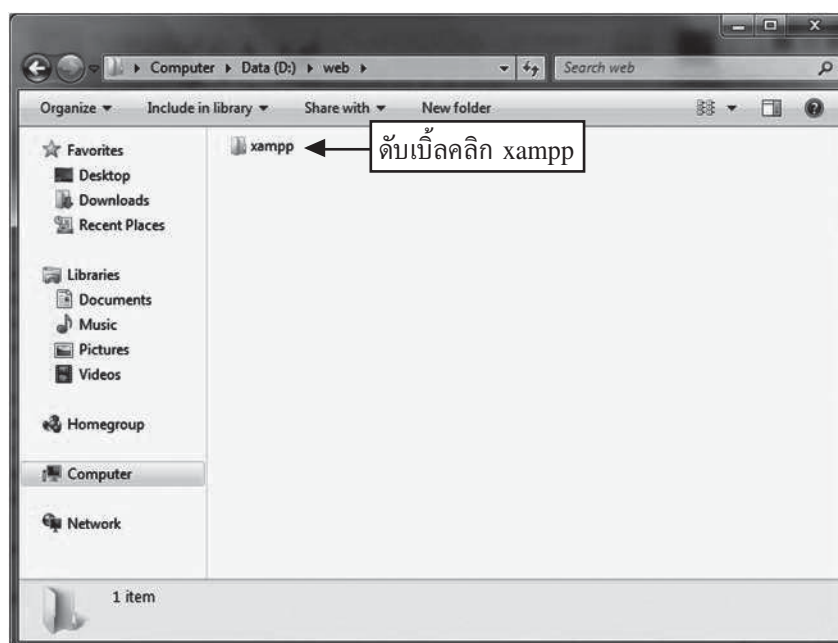 Computer ▸ Data (D:) ▸ web ▸
Search web
Organize Include in library Share with New folder
Favorites
Desktop
Downloads
Recent Places
Libraries
Documents
Music
Pictures
Videos
Homegroup
Computer
Network
xampp
ดับเบิ้ลคลิก xampp
1 item